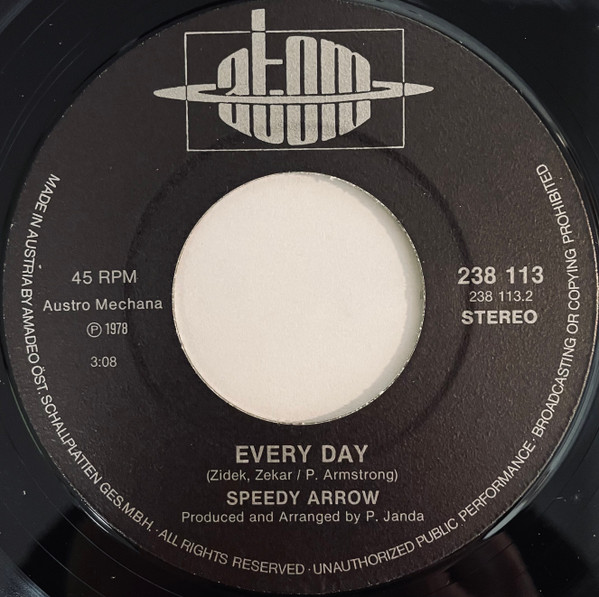 atom
audio
MADE IN AUSTRIA BY AMADEO ÖST. SCHALLPLATTEN GES.M.B.H. · ALL RIGHTS RESERVED · UNAUTHORIZED PUBLIC PERFORMANCE · BROADCASTING OR COPYING PROHIBITED
45 RPM
Austro Mechana
Ⓟ 1978
3:08
238 113
238 113.2
STEREO
EVERY DAY
(Zidek, Zekar / P. Armstrong)
SPEEDY ARROW
Produced and Arranged by P. Janda